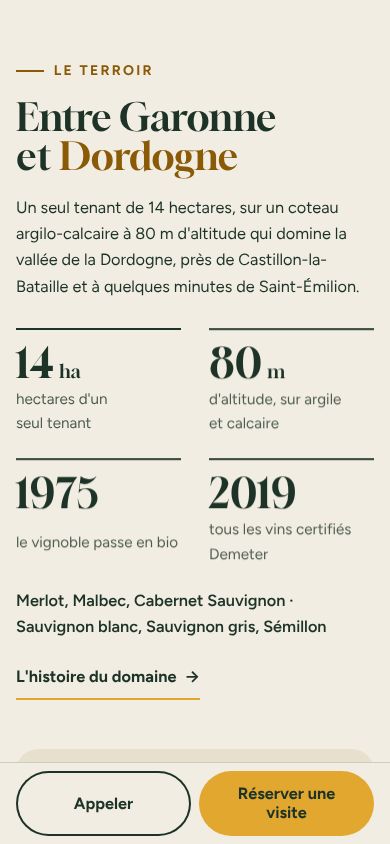 LE TERROIR
Entre Garonne
et Dordogne
Un seul tenant de 14 hectares, sur un coteau
argilo-calcaire à 80 m d'altitude qui domine la
vallée de la Dordogne, près de Castillon-la-
Bataille et à quelques minutes de Saint-Émilion.
14 ha
hectares d'un
seul tenant
80 m
d'altitude, sur argile
et calcaire
1975
le vignoble passe en bio
2019
tous les vins certifiés
Demeter
Merlot, Malbec, Cabernet Sauvignon ·
Sauvignon blanc, Sauvignon gris, Sémillon
L'histoire du domaine →
Appeler
Réserver une
visite